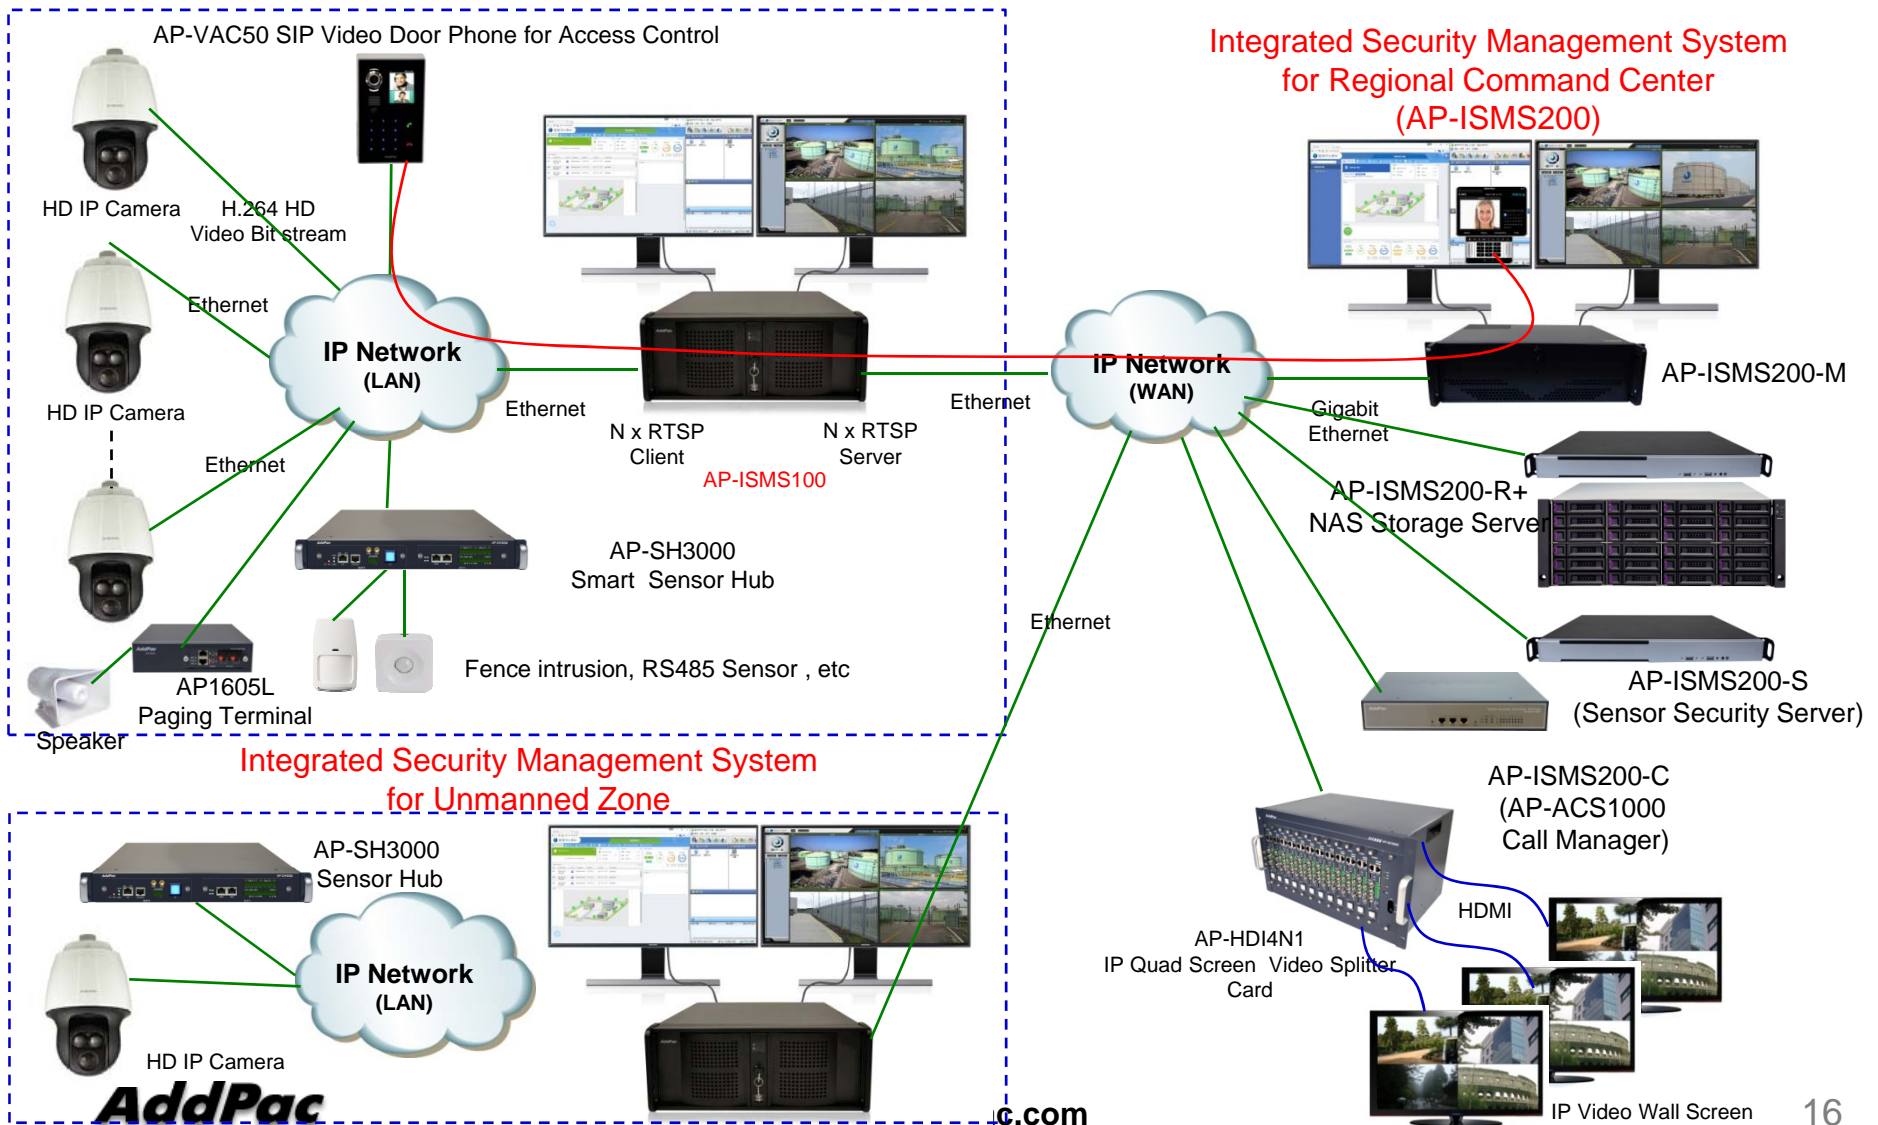 AP-VAC50 SIP Video Door Phone for Access Control
Integrated Security Management System
for Regional Command Center
(AP-ISMS200)
HD IP Camera
H.264 HD
Video Bit stream
Ethernet
IP Network
(LAN)
HD IP Camera
Ethernet
Ethernet
N x RTSP
Client
N x RTSP
Server
AP-ISMS100
Ethernet
IP Network
(WAN)
AP-ISMS200-M
Gigabit
Ethernet
AP-ISMS200-R+
NAS Storage Server
AP-SH3000
Smart Sensor Hub
Fence intrusion, RS485 Sensor , etc
AddPac
AP1605L
Paging Terminal
Speaker
Ethernet
AP-ISMS200-S
(Sensor Security Server)
Integrated Security Management System
for Unmanned Zone
AP-SH3000
Sensor Hub
IP Network
(LAN)
HD IP Camera
AP-ISMS200-C
(AP-ACS1000
Call Manager)
HDMI
AP-HDI4N1
IP Quad Screen Video Splitter
Card
IP Video Wall Screen
AddPac
c.com
16